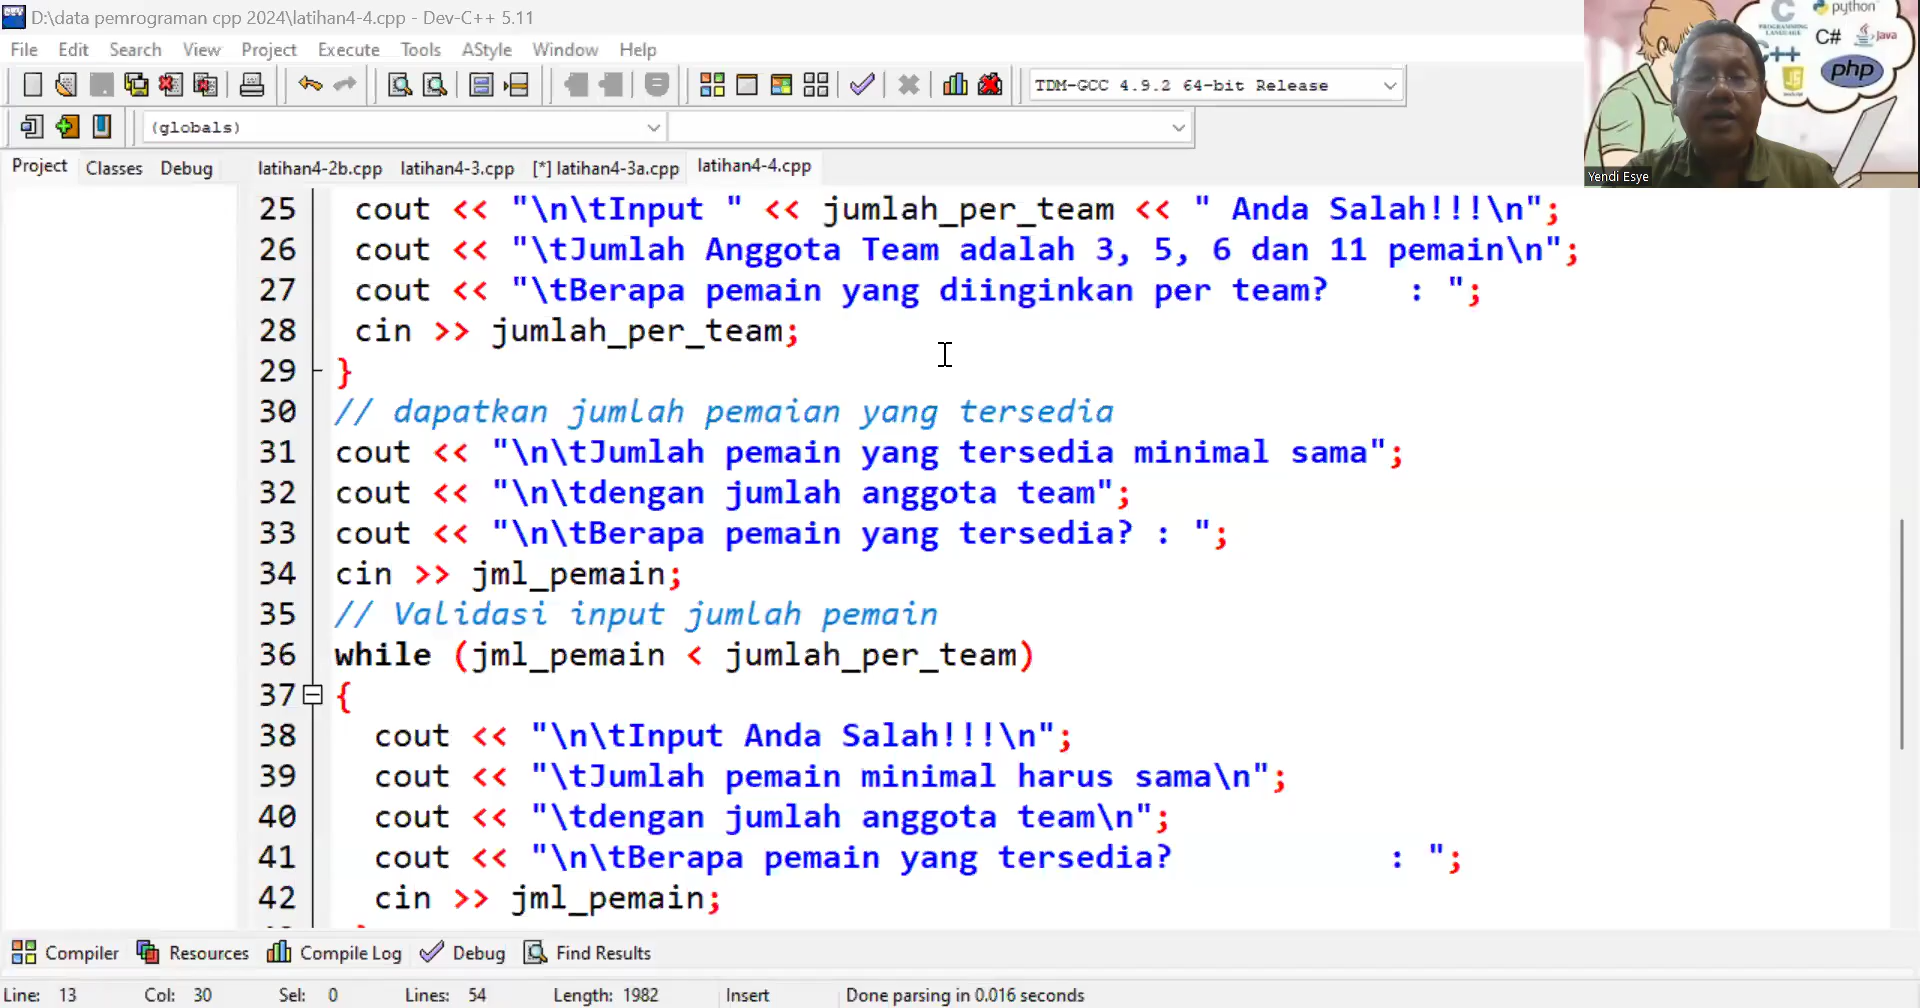 D:\data pemrograman cpp 2024\latihan4-4.cpp - Dev-C++ 5.11
File Edit Search View Project Execute Tools AStyle Window Help
TDM-GCC 4.9.2 64-bit Release
(globals)
Project Classes Debug latihan4-2b.cpp latihan4-3.cpp [*] latihan4-3a.cpp latihan4-4.cpp
C python
PROGRAMMING LANGUAGE
C# Java
C++ JS php
Yendi Esye
25 cout << "\n\tInput " << jumlah_per_team << " Anda Salah!!!\n";
26 cout << "\tJumlah Anggota Team adalah 3, 5, 6 dan 11 pemain\n";
27 cout << "\tBerapa pemain yang diinginkan per team?    : ";
28 cin >> jumlah_per_team;
29 }
30 // dapatkan jumlah pemaian yang tersedia
31 cout << "\n\tJumlah pemain yang tersedia minimal sama";
32 cout << "\n\tdengan jumlah anggota team";
33 cout << "\n\tBerapa pemain yang tersedia? : ";
34 cin >> jml_pemain;
35 // Validasi input jumlah pemain
36 while (jml_pemain < jumlah_per_team)
37 {
38 cout << "\n\tInput Anda Salah!!!\n";
39 cout << "\tJumlah pemain minimal harus sama\n";
40 cout << "\tdengan jumlah anggota team\n";
41 cout << "\n\tBerapa pemain yang tersedia?           : ";
42 cin >> jml_pemain;
Compiler Resources Compile Log Debug Find Results
Line: 13 Col: 30 Sel: 0 Lines: 54 Length: 1982 Insert Done parsing in 0.016 seconds